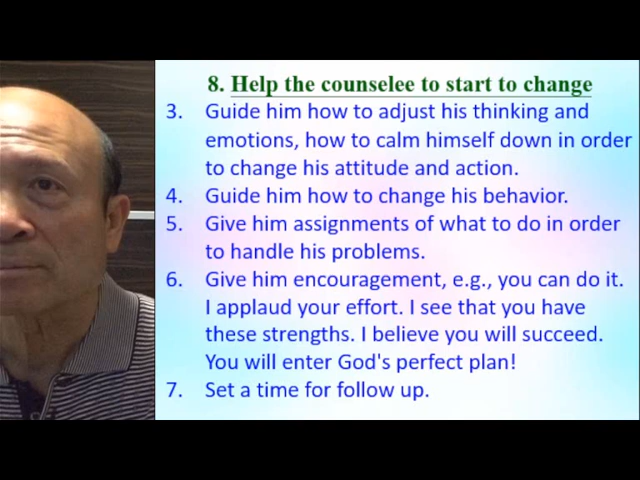 8. Help the counselee to start to change
3. Guide him how to adjust his thinking and
emotions, how to calm himself down in order
to change his attitude and action.
4. Guide him how to change his behavior.
5. Give him assignments of what to do in order
to handle his problems.
6. Give him encouragement, e.g., you can do it.
I applaud your effort. I see that you have
these strengths. I believe you will succeed.
You will enter God's perfect plan!
7. Set a time for follow up.